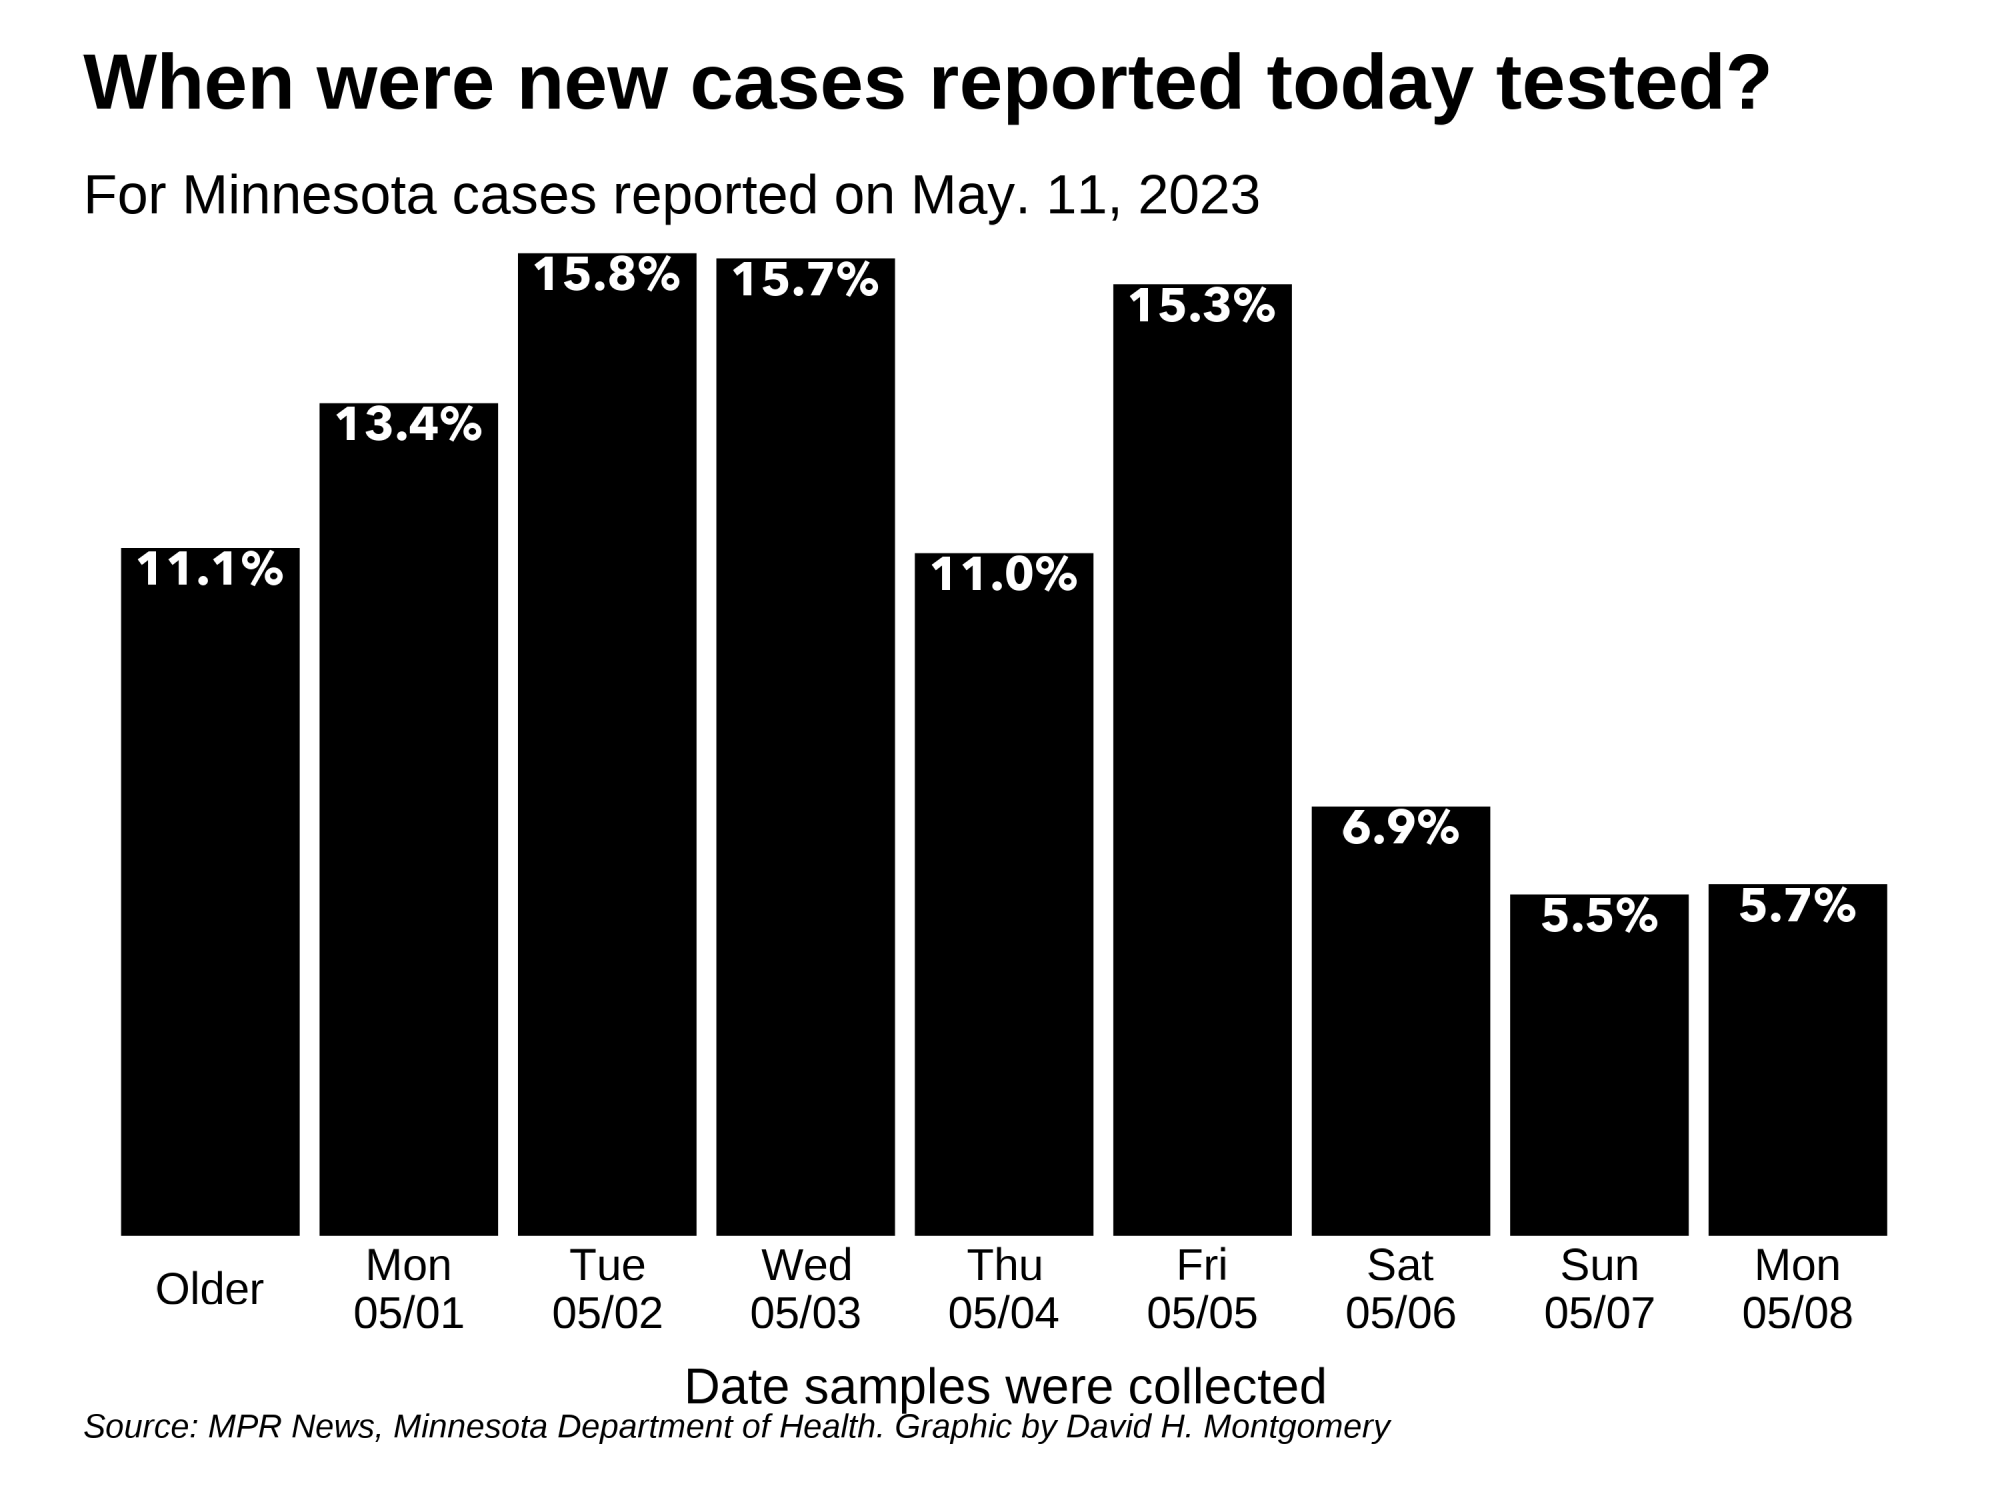 When were new cases reported today tested?
For Minnesota cases reported on May. 11, 2023
11.1%
13.4%
15.8%
15.7%
11.0%
15.3%
6.9%
5.5%
5.7%
Older
Mon
05/01
Tue
05/02
Wed
05/03
Thu
05/04
Fri
05/05
Sat
05/06
Sun
05/07
Mon
05/08
Date samples were collected
Source: MPR News, Minnesota Department of Health. Graphic by David H. Montgomery